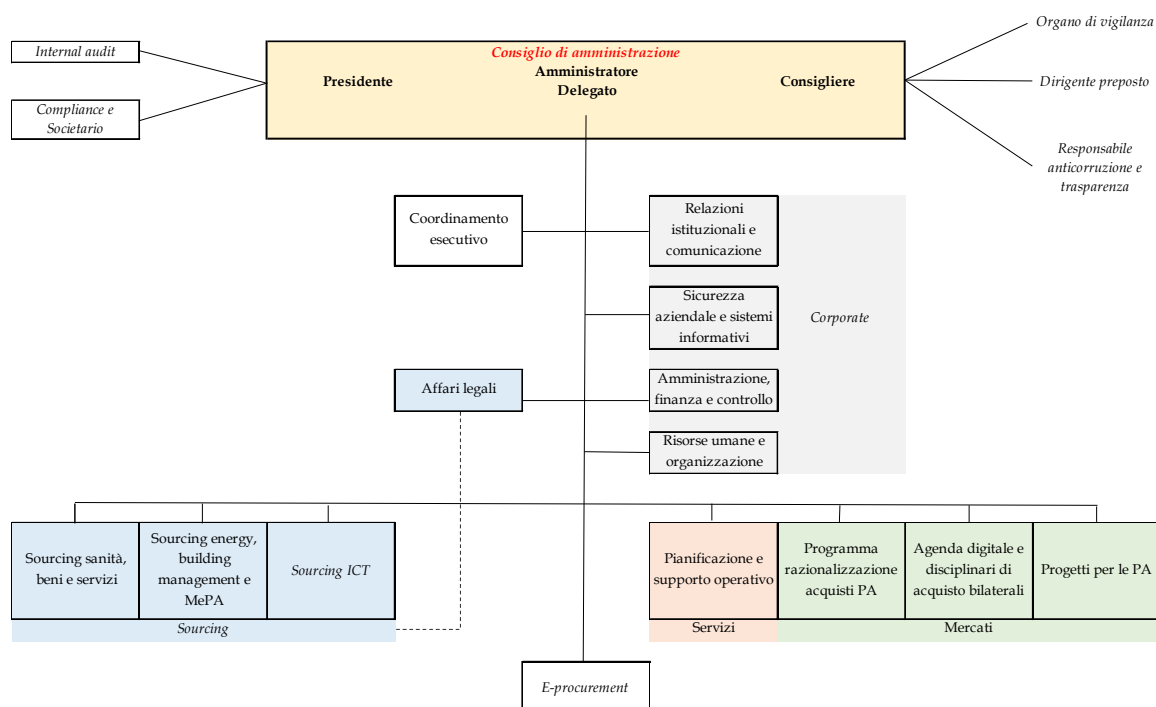 Organo di vigilanza
Internal audit
Consiglio di amministrazione
Presidente
Amministratore
Delegato
Consigliere
Dirigente preposto
Compliance e
Societario
Responsabile
anticorruzione e
trasparenza
Coordinamento
esecutivo
Relazioni
istituzionali e
comunicazione
Sicurezza
aziendale e sistemi
informativi
Corporate
Affari legali
Amministrazione,
finanza e controllo
Risorse umane e
organizzazione
Sourcing sanità,
beni e servizi
Sourcing energy,
building
management e
MePA
Sourcing ICT
Pianificazione e
supporto operativo
Programma
razionalizzazione
acquisti PA
Agenda digitale e
disciplinari di
acquisto bilaterali
Progetti per le PA
Sourcing
Servizi
Mercati
E-procurement